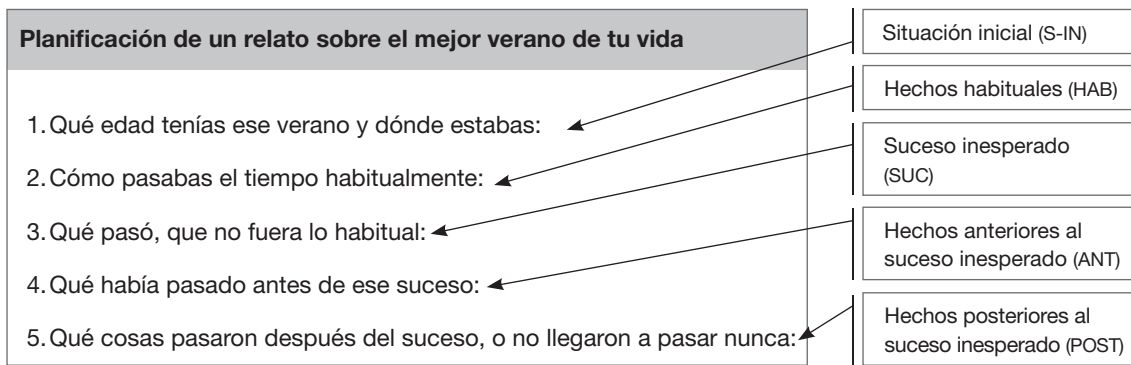 Planificación de un relato sobre el mejor verano de tu vida
1. Qué edad tenías ese verano y dónde estabas:
2. Cómo pasabas el tiempo habitualmente:
3. Qué pasó, que no fuera lo habitual:
4. Qué había pasado antes de ese suceso:
5. Qué cosas pasaron después del suceso, o no llegaron a pasar nunca:
Situación inicial (S-IN)
Hechos habituales (HAB)
Suceso inesperado
(SUC)
Hechos anteriores al
suceso inesperado (ANT)
Hechos posteriores al
suceso inesperado (POST)